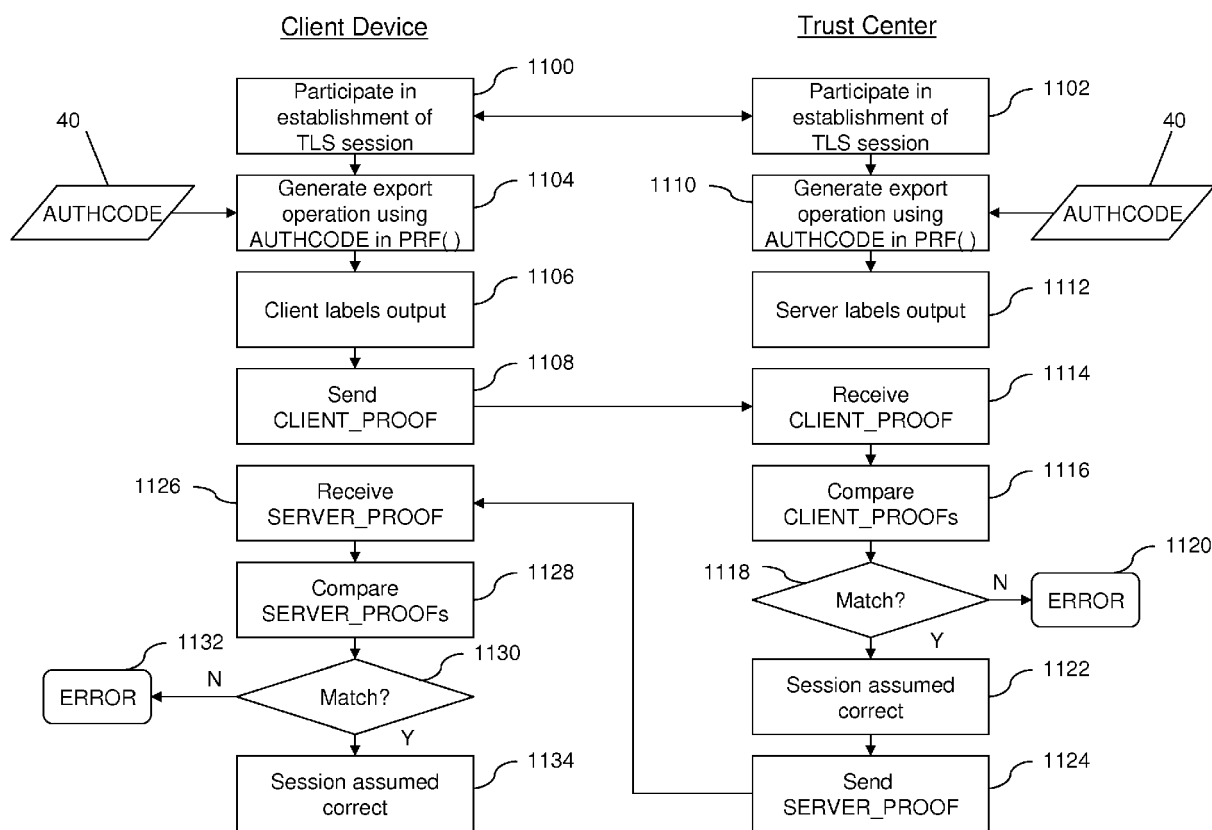 Client Device
Trust Center
1100
Participate in
establishment of
TLS session
1102
Participate in
establishment of
TLS session
40
AUTHCODE
1104
Generate export
operation using
AUTHCODE in PRF( )
1110
Generate export
operation using
AUTHCODE in PRF( )
40
AUTHCODE
1106
Client labels output
1112
Server labels output
1108
Send
CLIENT_PROOF
1114
Receive
CLIENT_PROOF
1126
Receive
SERVER_PROOF
1116
Compare
CLIENT_PROOFs
1128
Compare
SERVER_PROOFs
1118
Match?
N
1120
ERROR
Y
1132
ERROR
N
1130
Match?
Y
1122
Session assumed
correct
1134
Session assumed
correct
1124
Send
SERVER_PROOF